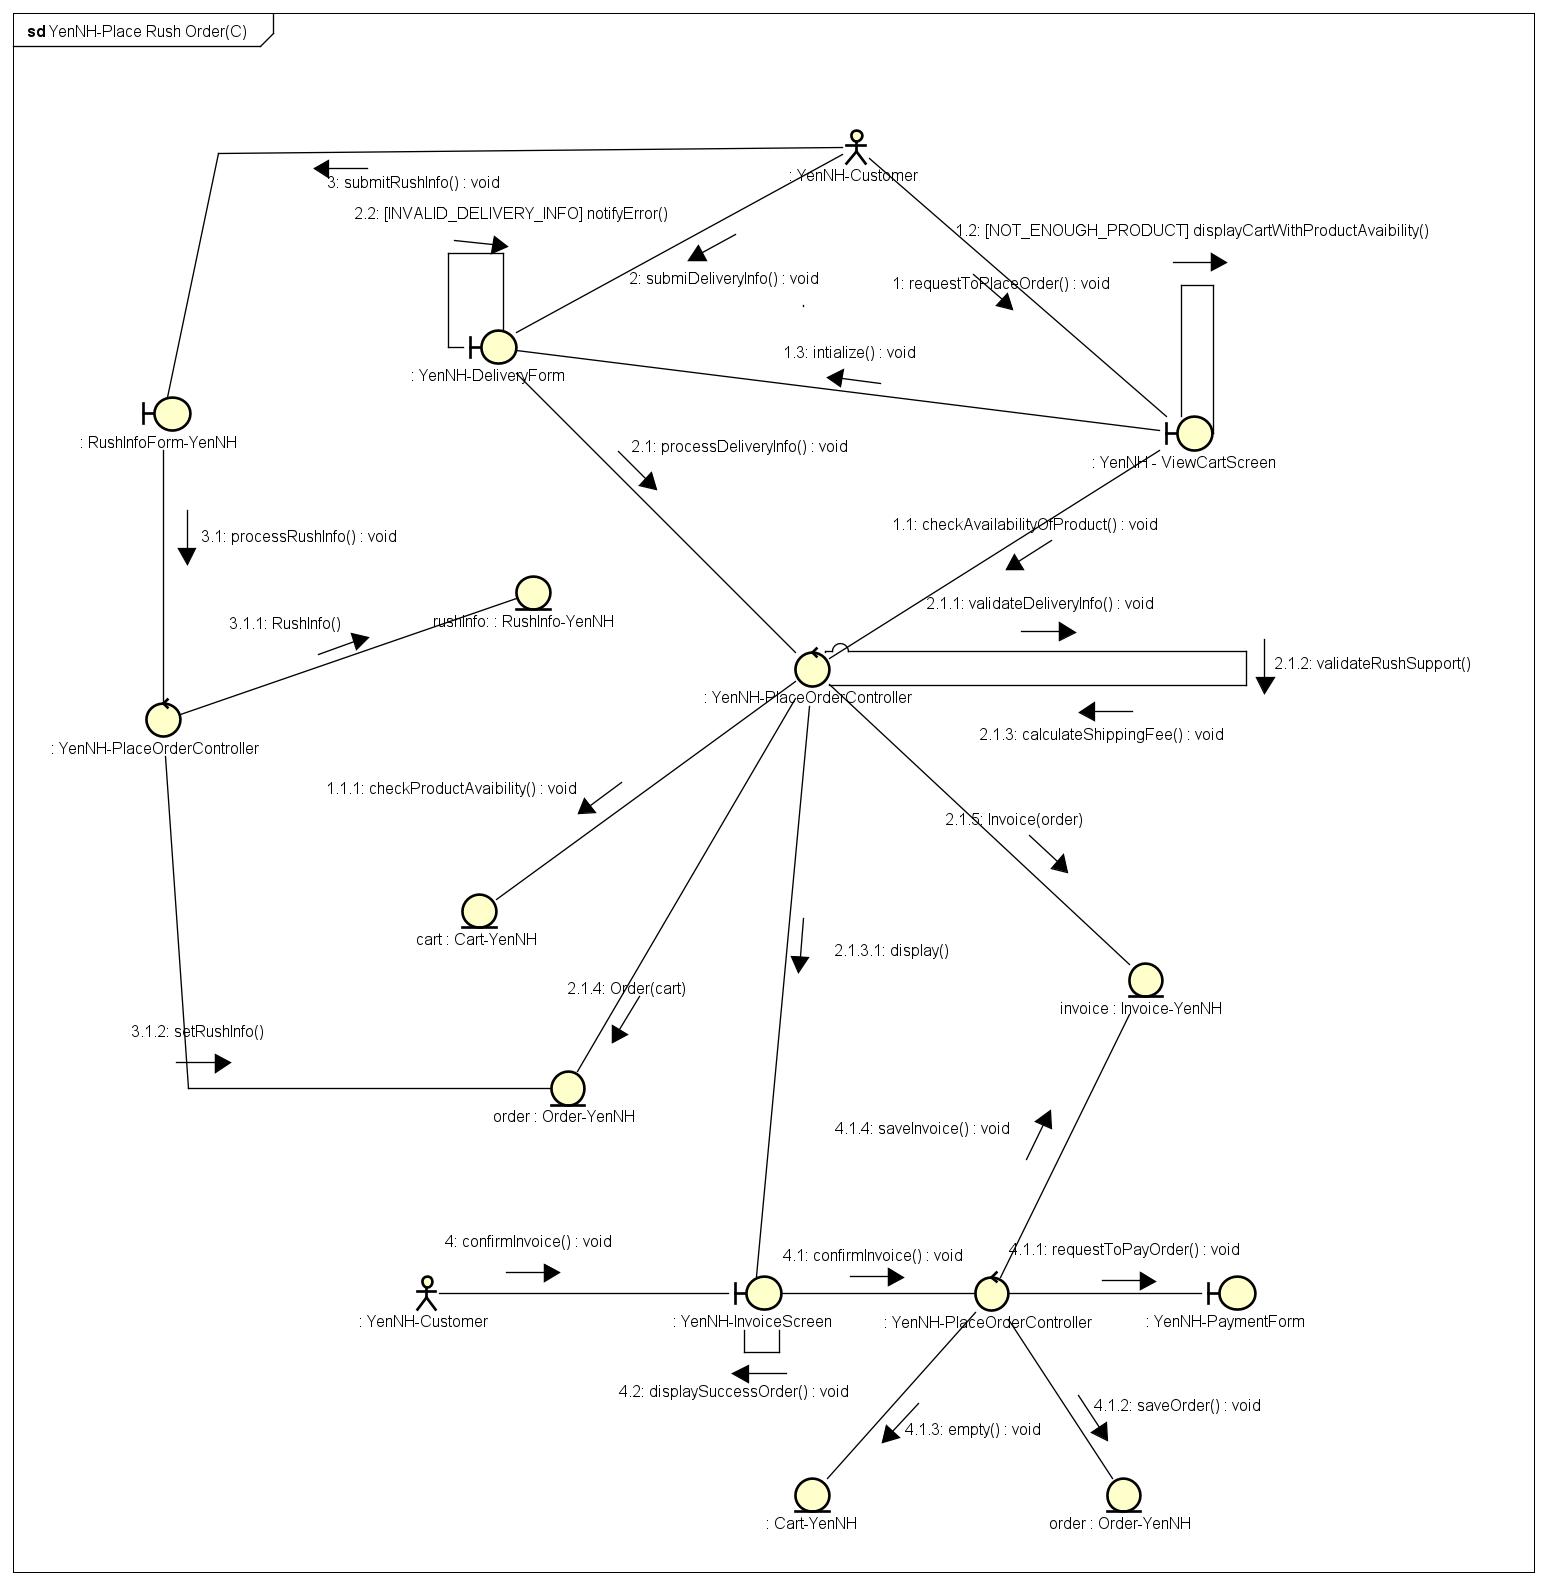 sd YenNH-Place Rush Order(C)
: YenNH-Customer
3: submitRushInfo() : void
2.2: [INVALID_DELIVERY_INFO] notifyError()
1.2: [NOT_ENOUGH_PRODUCT] displayCartWithProductAvaibility()
2: submiDeliveryInfo() : void
1: requestToPlaceOrder() : void
1.3: intialize() : void
: YenNH-DeliveryForm
: RushInfoForm-YenNH
2.1: processDeliveryInfo() : void
: YenNH - ViewCartScreen
3.1: processRushInfo() : void
1.1: checkAvailabilityOfProduct() : void
2.1.1: validateDeliveryInfo() : void
3.1.1: RushInfo()
rushInfo: : RushInfo-YenNH
2.1.2: validateRushSupport()
: YenNH-PlaceOrderController
2.1.3: calculateShippingFee() : void
: YenNH-PlaceOrderController
1.1.1: checkProductAvaibility() : void
2.1.5: Invoice(order)
cart : Cart-YenNH
2.1.3.1: display()
2.1.4: Order(cart)
invoice : Invoice-YenNH
3.1.2: setRushInfo()
order : Order-YenNH
4.1.4: saveInvoice() : void
4: confirmInvoice() : void
4.1: confirmInvoice() : void
4.1.1: requestToPayOrder() : void
: YenNH-Customer
: YenNH-InvoiceScreen
: YenNH-PlaceOrderController
: YenNH-PaymentForm
4.2: displaySuccessOrder() : void
4.1.2: saveOrder() : void
4.1.3: empty() : void
: Cart-YenNH
order : Order-YenNH